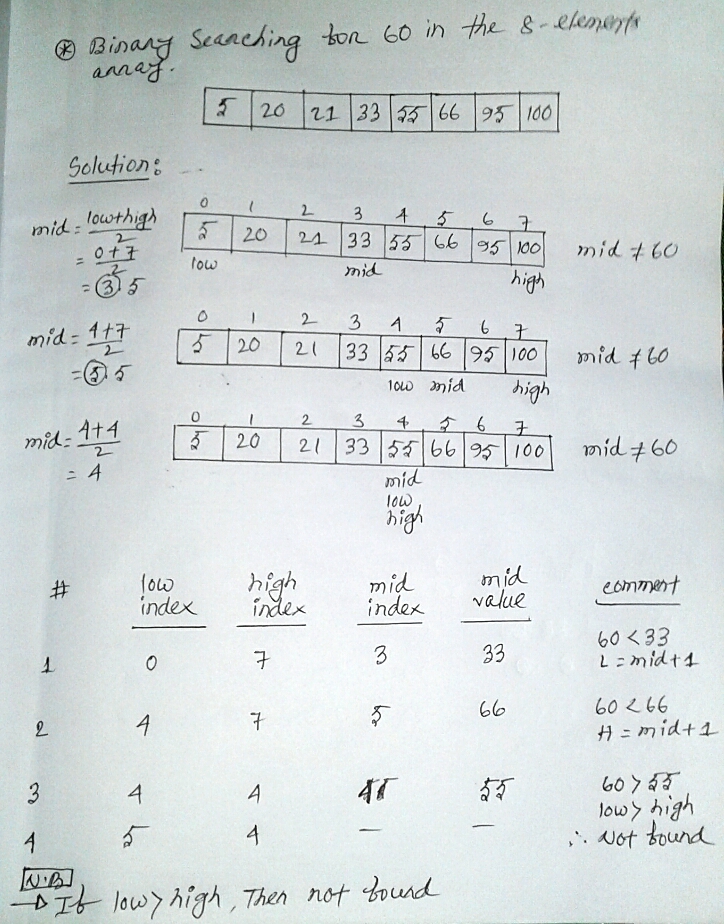 ⊛ Binary Searching for 60 in the 8-elements
array.
5 20 21 33 55 66 95 100
Solution:
0 1 2 3 4 5 6 7
mid = low+high/2 5 20 21 33 55 66 95 100 mid ≠ 60
= 0+7/2 low mid high
= 3.5
0 1 2 3 4 5 6 7
mid = 4+7/2 5 20 21 33 55 66 95 100 mid ≠ 60
= 5.5 low mid high
0 1 2 3 4 5 6 7
mid = 4+4/2 5 20 21 33 55 66 95 100 mid ≠ 60
= 4 mid
low
high
# low index high index mid index mid value comment
1 0 7 3 33 60 < 33
L = mid+1
2 4 7 5 66 60 < 66
H = mid+1
3 4 4 4 55 60 > 55
low > high
4 5 4 — — ∴ Not found
N.B
→ If low > high, Then not found